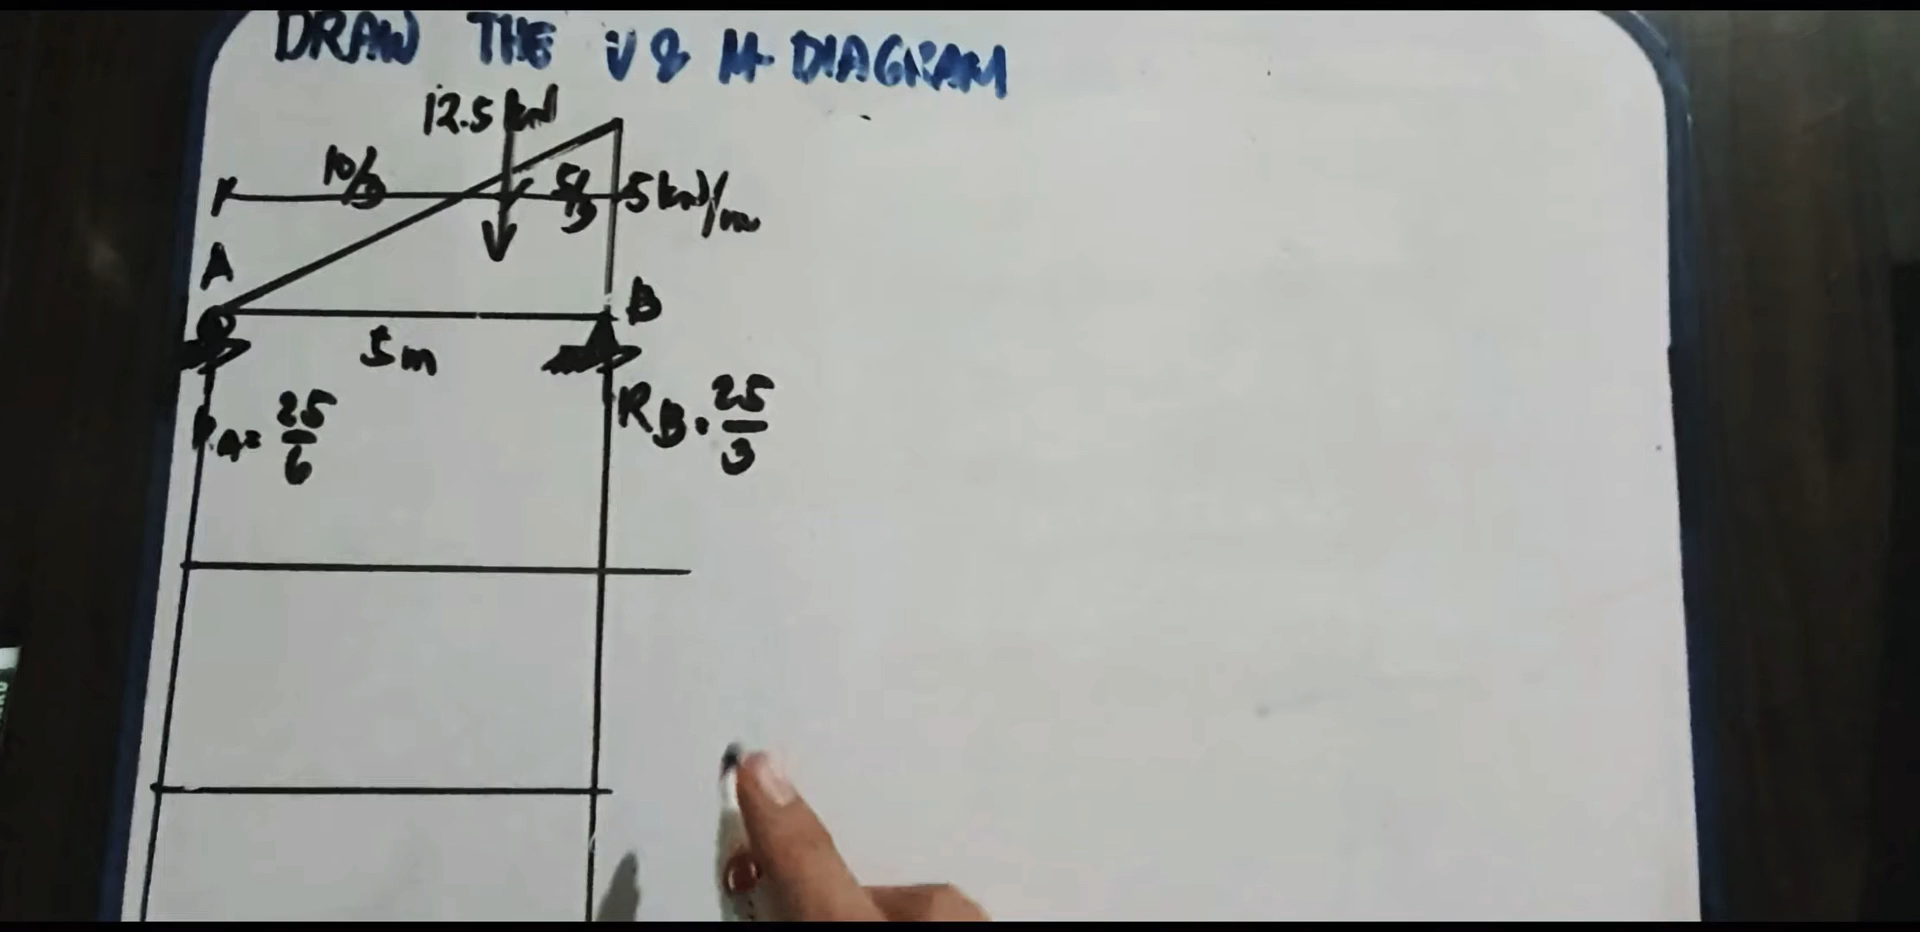 DRAW THE V & M-DIAGRAM
12.5 kN
10/3 5/3 5 kN/m
A
B
5m
RA= 25/6
RB= 25/3